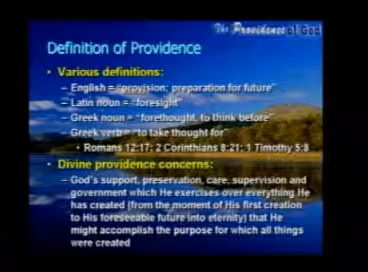 The Providence of God
Definition of Providence
• Various definitions:
– English = "provision; preparation for future"
– Latin noun = "foresight"
– Greek noun = "forethought, to think before"
– Greek verb = "to take thought for"
• Romans 12:17; 2 Corinthians 8:21; 1 Timothy 5:8
• Divine providence concerns:
– God's support, preservation, care, supervision and
government which He exercises over everything He
has created (from the moment of His first creation
to His foreseeable future into eternity) that He
might accomplish the purpose for which all things
were created